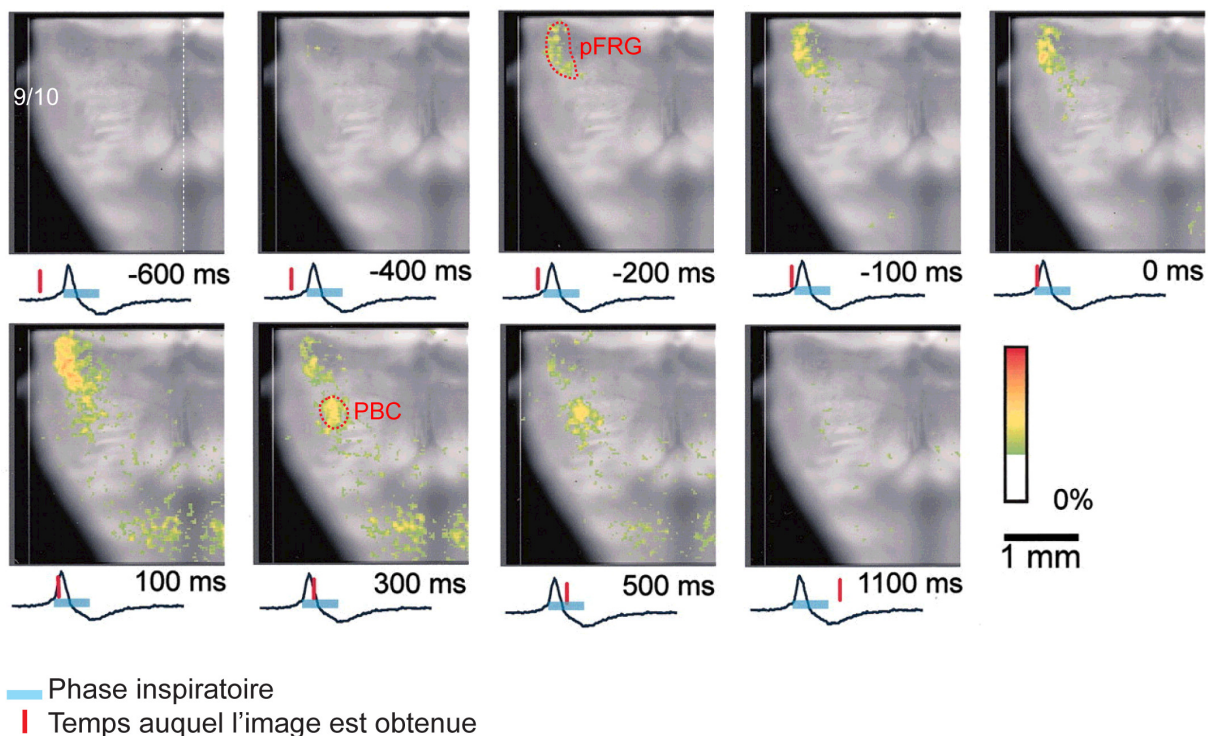 pFRG
9/10
-600 ms
-400 ms
-200 ms
-100 ms
0 ms
PBC
0%
1 mm
100 ms
300 ms
500 ms
1100 ms
Phase inspiratoire
Temps auquel l'image est obtenue